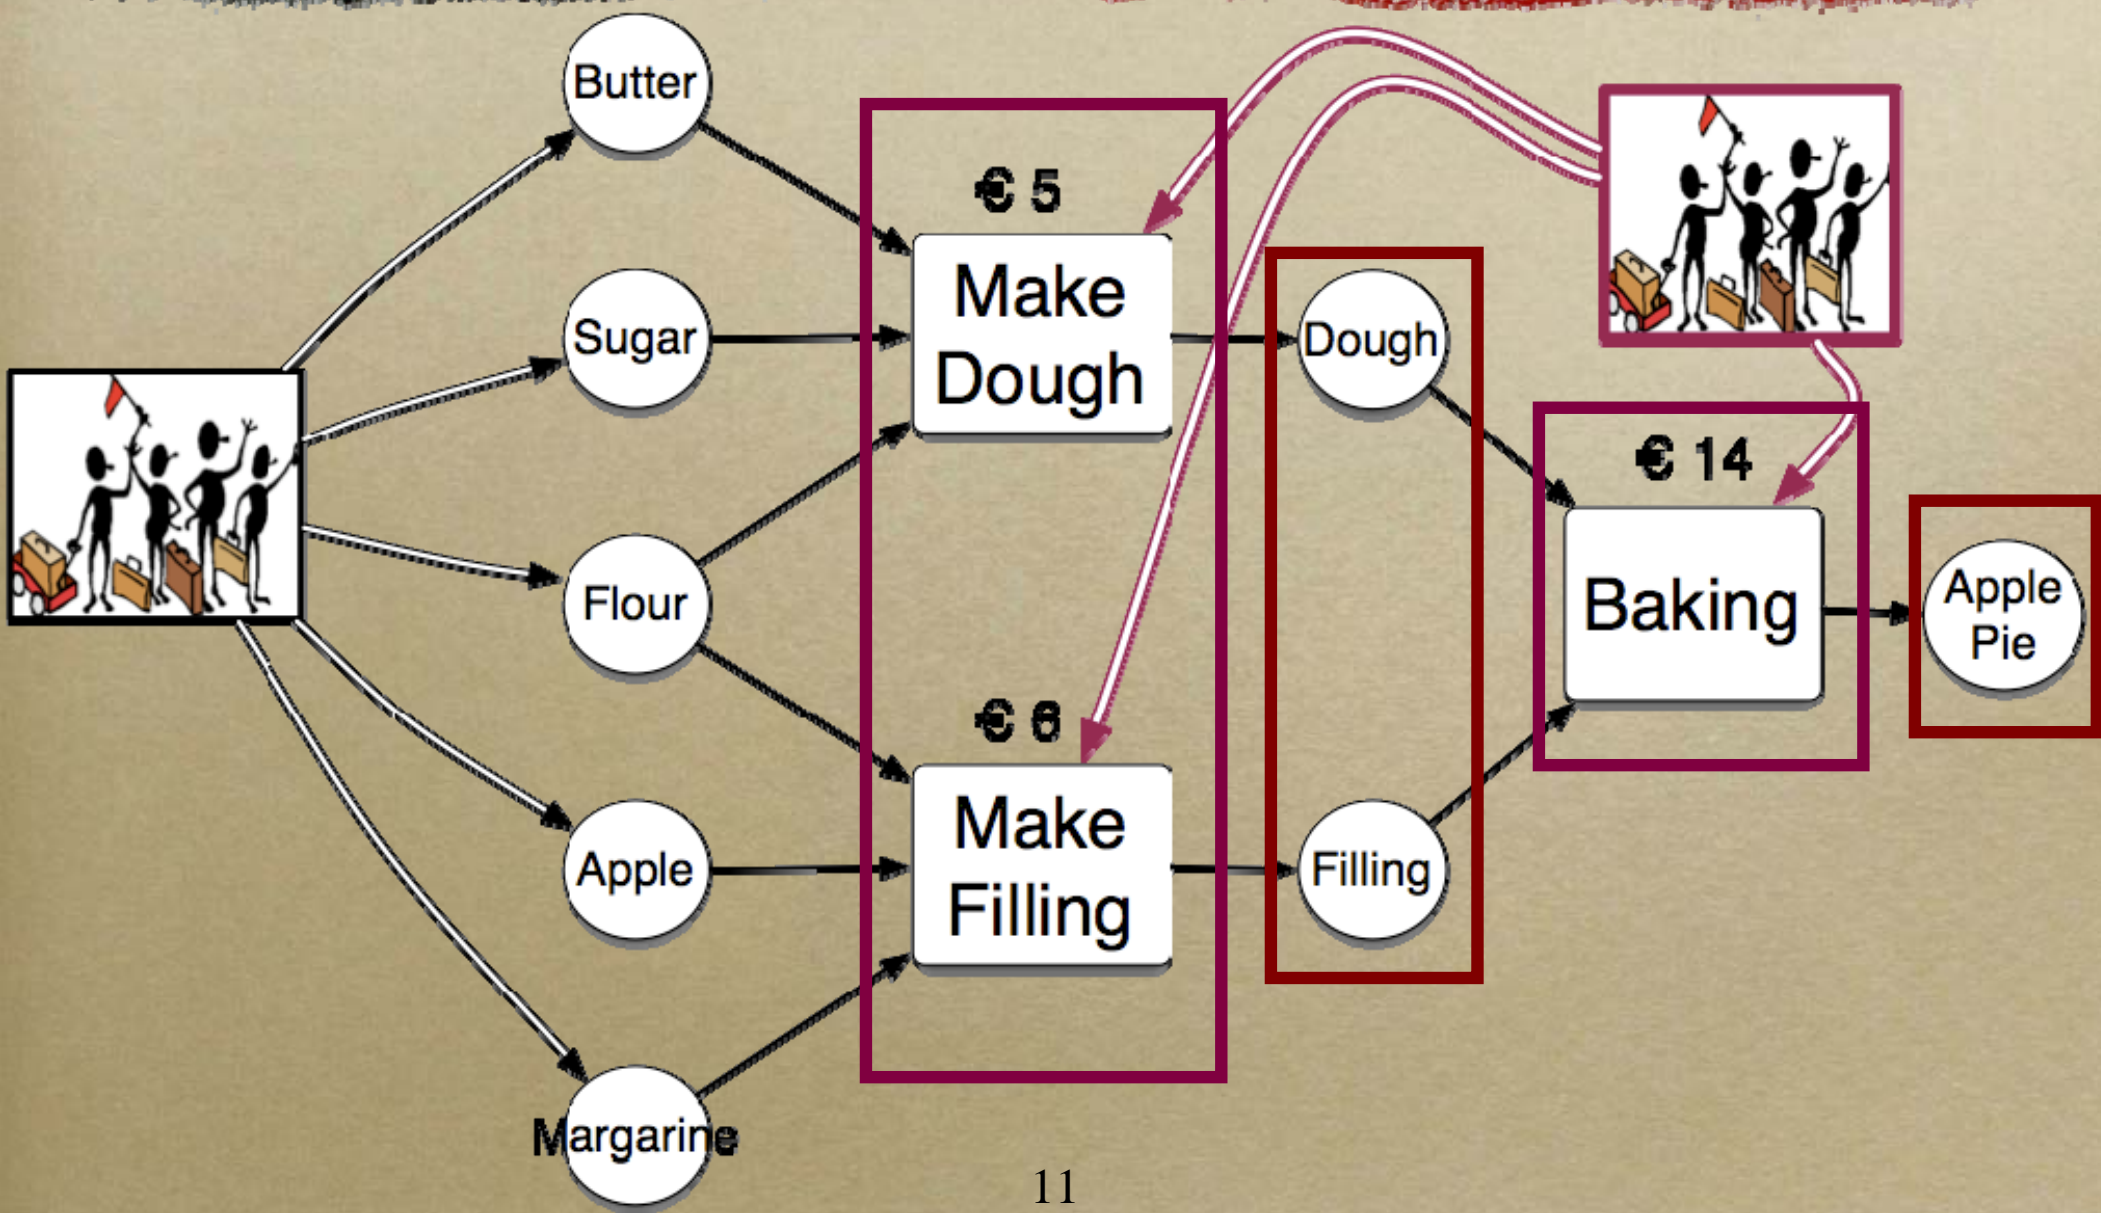 Butter
€ 5
Make
Dough
Sugar
Dough
€ 14
Flour
Baking
Apple
Pie
€ 6
Make
Filling
Apple
Filling
Margarine
11